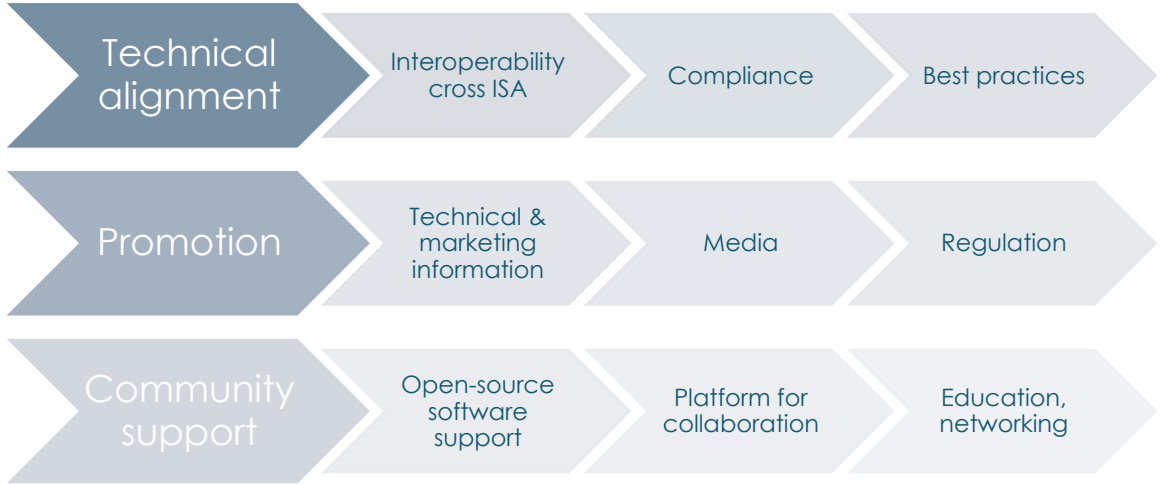 Technical
alignment
Interoperability
cross ISA
Compliance
Best practices
Promotion
Technical &
marketing
information
Media
Regulation
Community
support
Open-source
software
support
Platform for
collaboration
Education,
networking